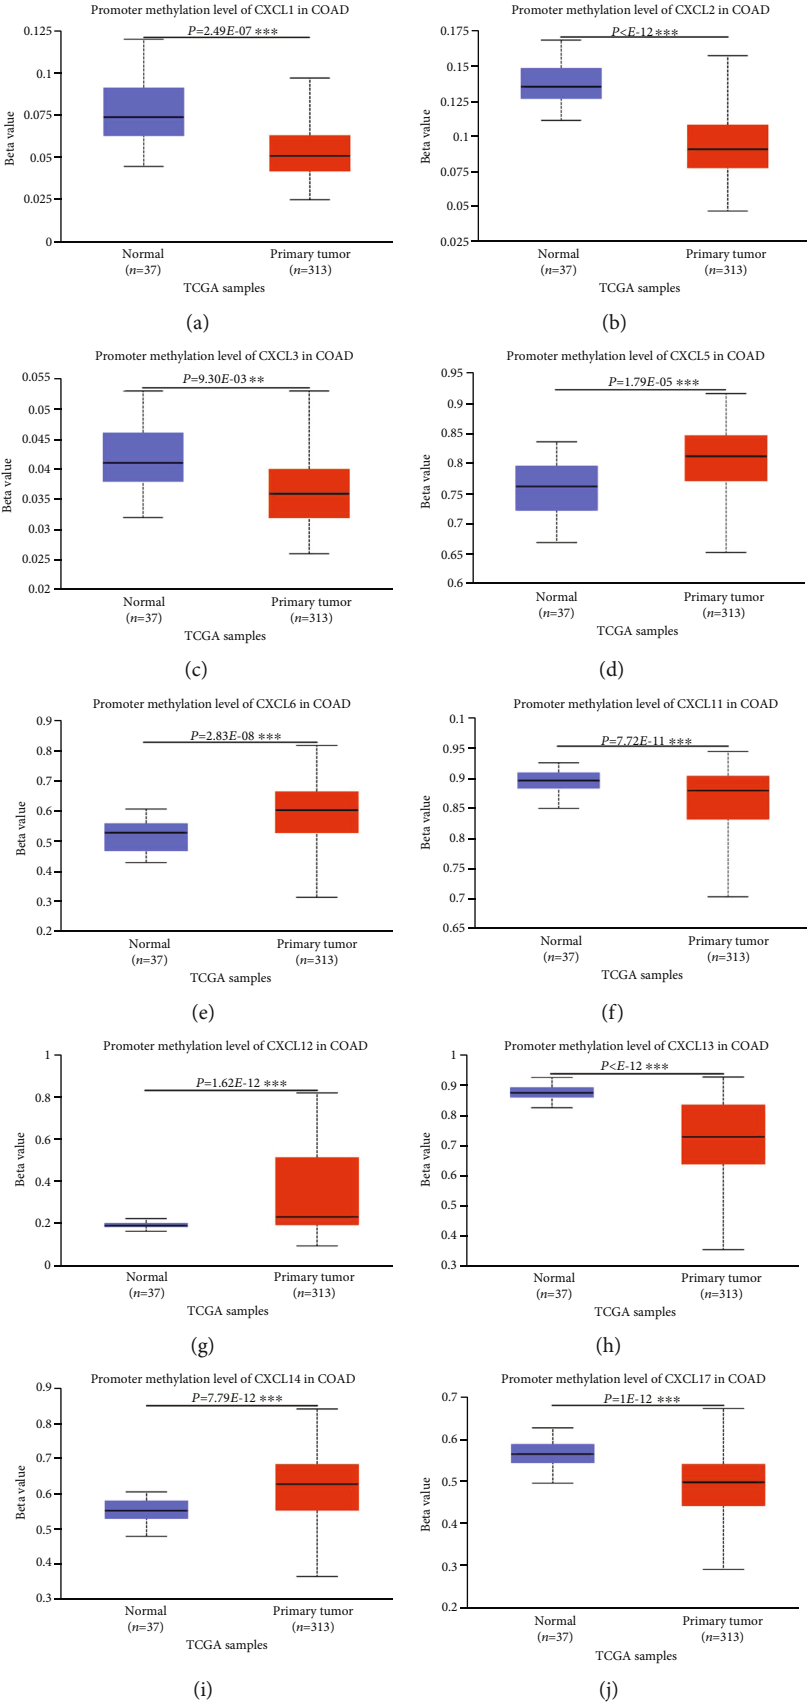 Promoter methylation level of CXCL1 in COAD
P=2.49E-07 ***
0.125
0.1
0.075
0.05
0.025
0
Beta value
Normal
(n=37)
Primary tumor
(n=313)
TCGA samples
(a)
Promoter methylation level of CXCL2 in COAD
P<E-12 ***
0.175
0.15
0.125
0.1
0.075
0.05
0.025
Beta value
Normal
(n=37)
Primary tumor
(n=313)
TCGA samples
(b)
Promoter methylation level of CXCL3 in COAD
P=9.30E-03 **
0.055
0.05
0.045
0.04
0.035
0.03
0.025
0.02
Beta value
Normal
(n=37)
Primary tumor
(n=313)
TCGA samples
(c)
Promoter methylation level of CXCL5 in COAD
P=1.79E-05 ***
0.95
0.9
0.85
0.8
0.75
0.7
0.65
0.6
Beta value
Normal
(n=37)
Primary tumor
(n=313)
TCGA samples
(d)
Promoter methylation level of CXCL6 in COAD
P=2.83E-08 ***
0.9
0.8
0.7
0.6
0.5
0.4
0.3
0.2
Beta value
Normal
(n=37)
Primary tumor
(n=313)
TCGA samples
(e)
Promoter methylation level of CXCL11 in COAD
P=7.72E-11 ***
0.1
0.95
0.9
0.85
0.8
0.75
0.7
0.65
Beta value
Normal
(n=37)
Primary tumor
(n=313)
TCGA samples
(f)
Promoter methylation level of CXCL12 in COAD
P=1.62E-12 ***
1
0.8
0.6
0.4
0.2
0
Beta value
Normal
(n=37)
Primary tumor
(n=313)
TCGA samples
(g)
Promoter methylation level of CXCL13 in COAD
P<E-12 ***
1
0.9
0.8
0.7
0.6
0.5
0.4
0.3
Beta value
Normal
(n=37)
Primary tumor
(n=313)
TCGA samples
(h)
Promoter methylation level of CXCL14 in COAD
P=7.79E-12 ***
0.9
0.8
0.7
0.6
0.5
0.4
0.3
Beta value
Normal
(n=37)
Primary tumor
(n=313)
TCGA samples
(i)
Promoter methylation level of CXCL17 in COAD
P=1E-12 ***
0.7
0.6
0.5
0.4
0.3
0.2
Beta value
Normal
(n=37)
Primary tumor
(n=313)
TCGA samples
(j)